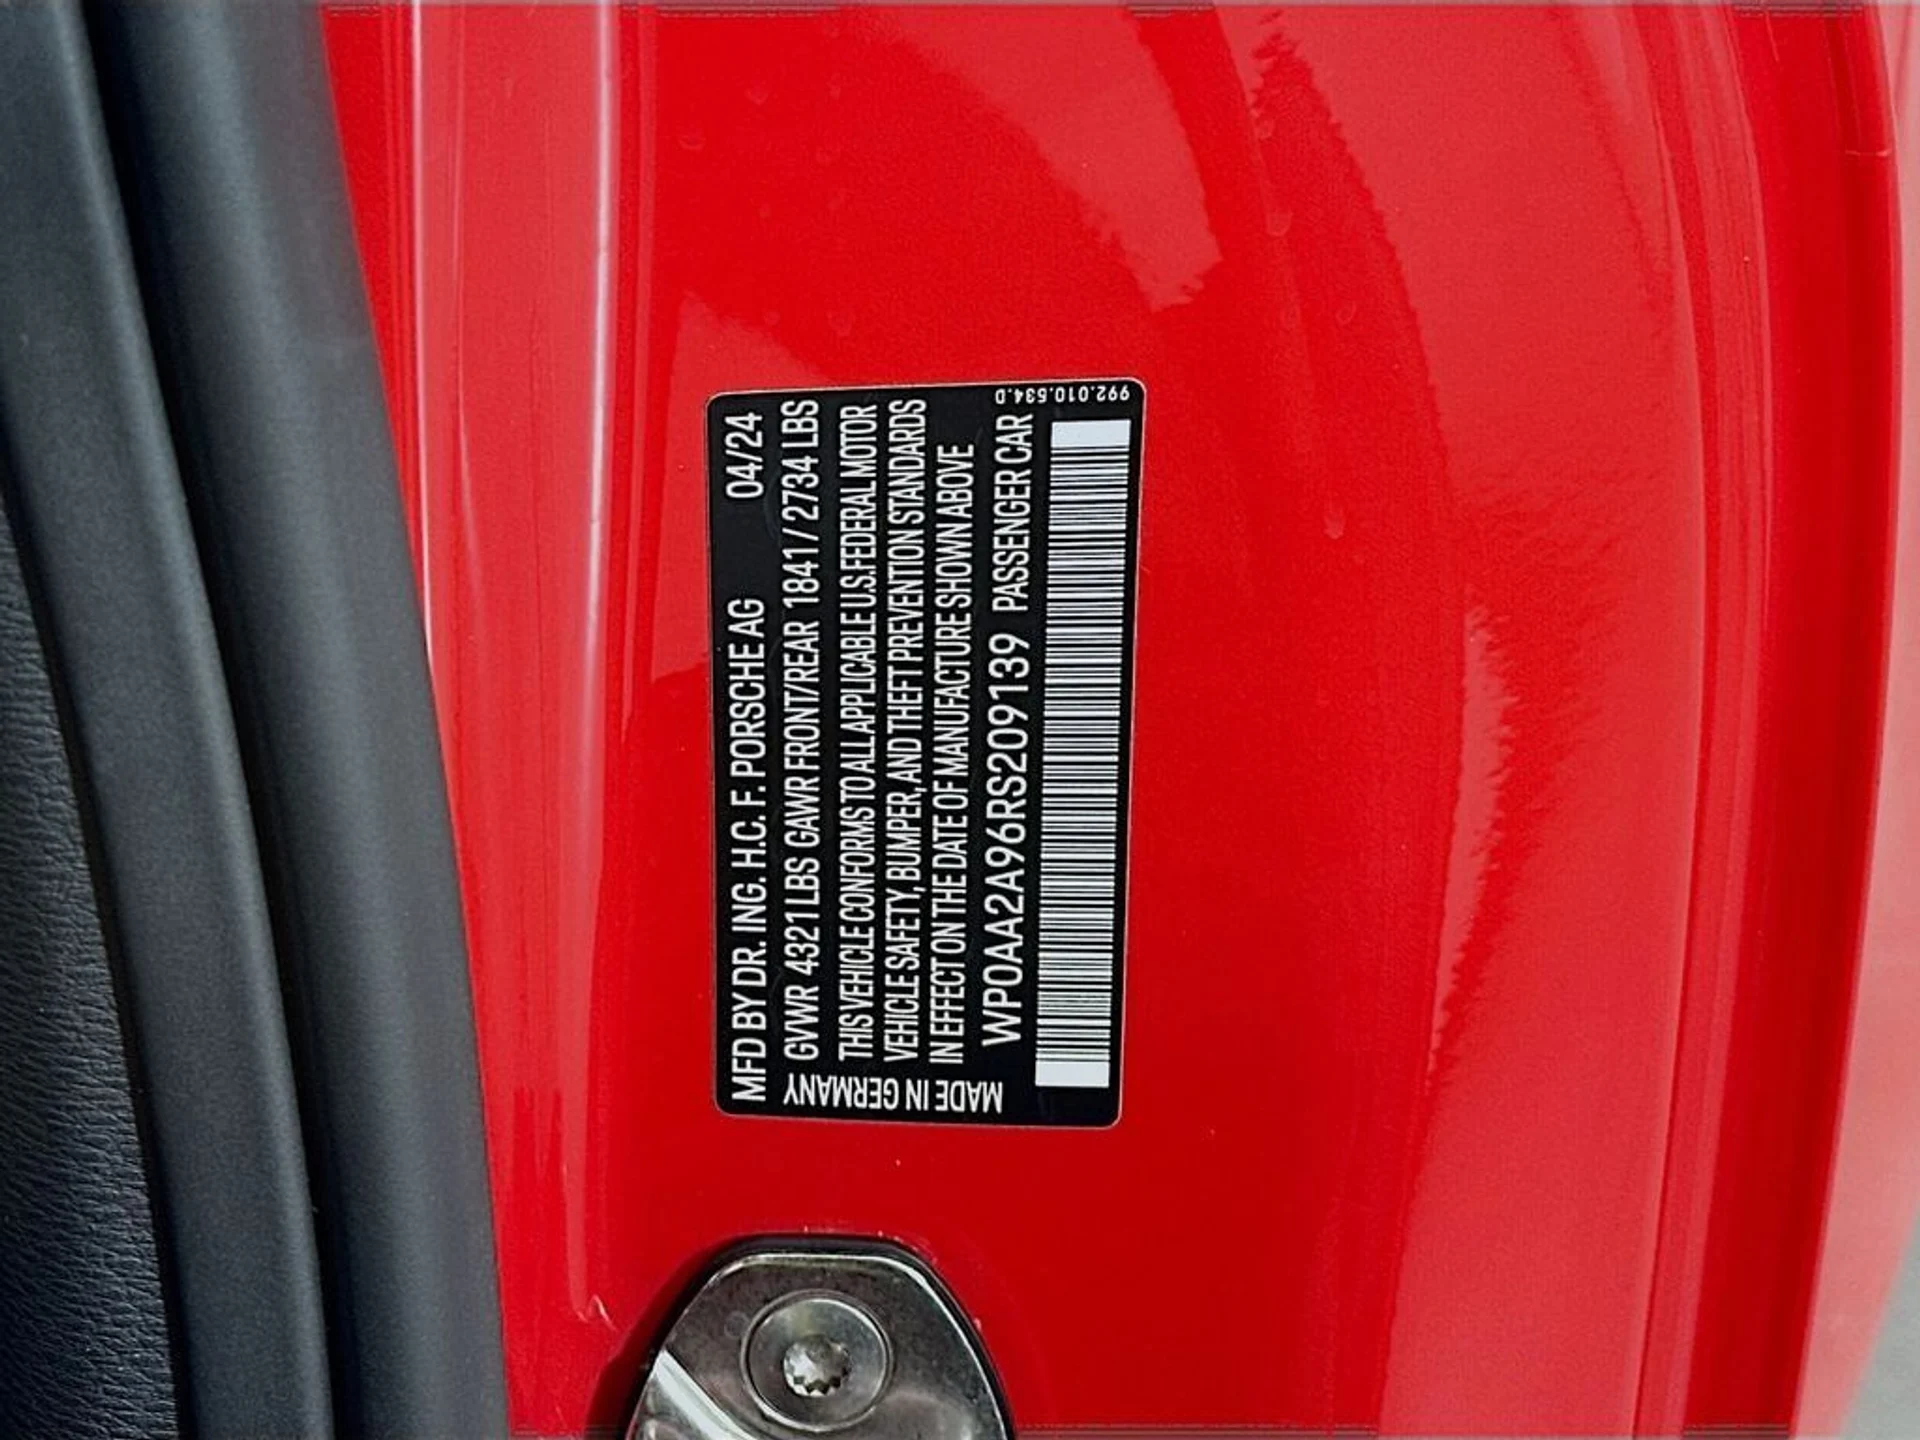 MFD BY DR. ING. H.C. F. PORSCHE AG 04/24
GVWR 4321 LBS GAWR FRONT/REAR 1841/2734 LBS
THIS VEHICLE CONFORMS TO ALL APPLICABLE U.S.FEDERAL MOTOR
VEHICLE SAFETY, BUMPER, AND THEFT PREVENTION STANDARDS
IN EFFECT ON THE DATE OF MANUFACTURE SHOWN ABOVE
WP0AA2A96RS209139 PASSENGER CAR
MADE IN GERMANY
992.010.534.D